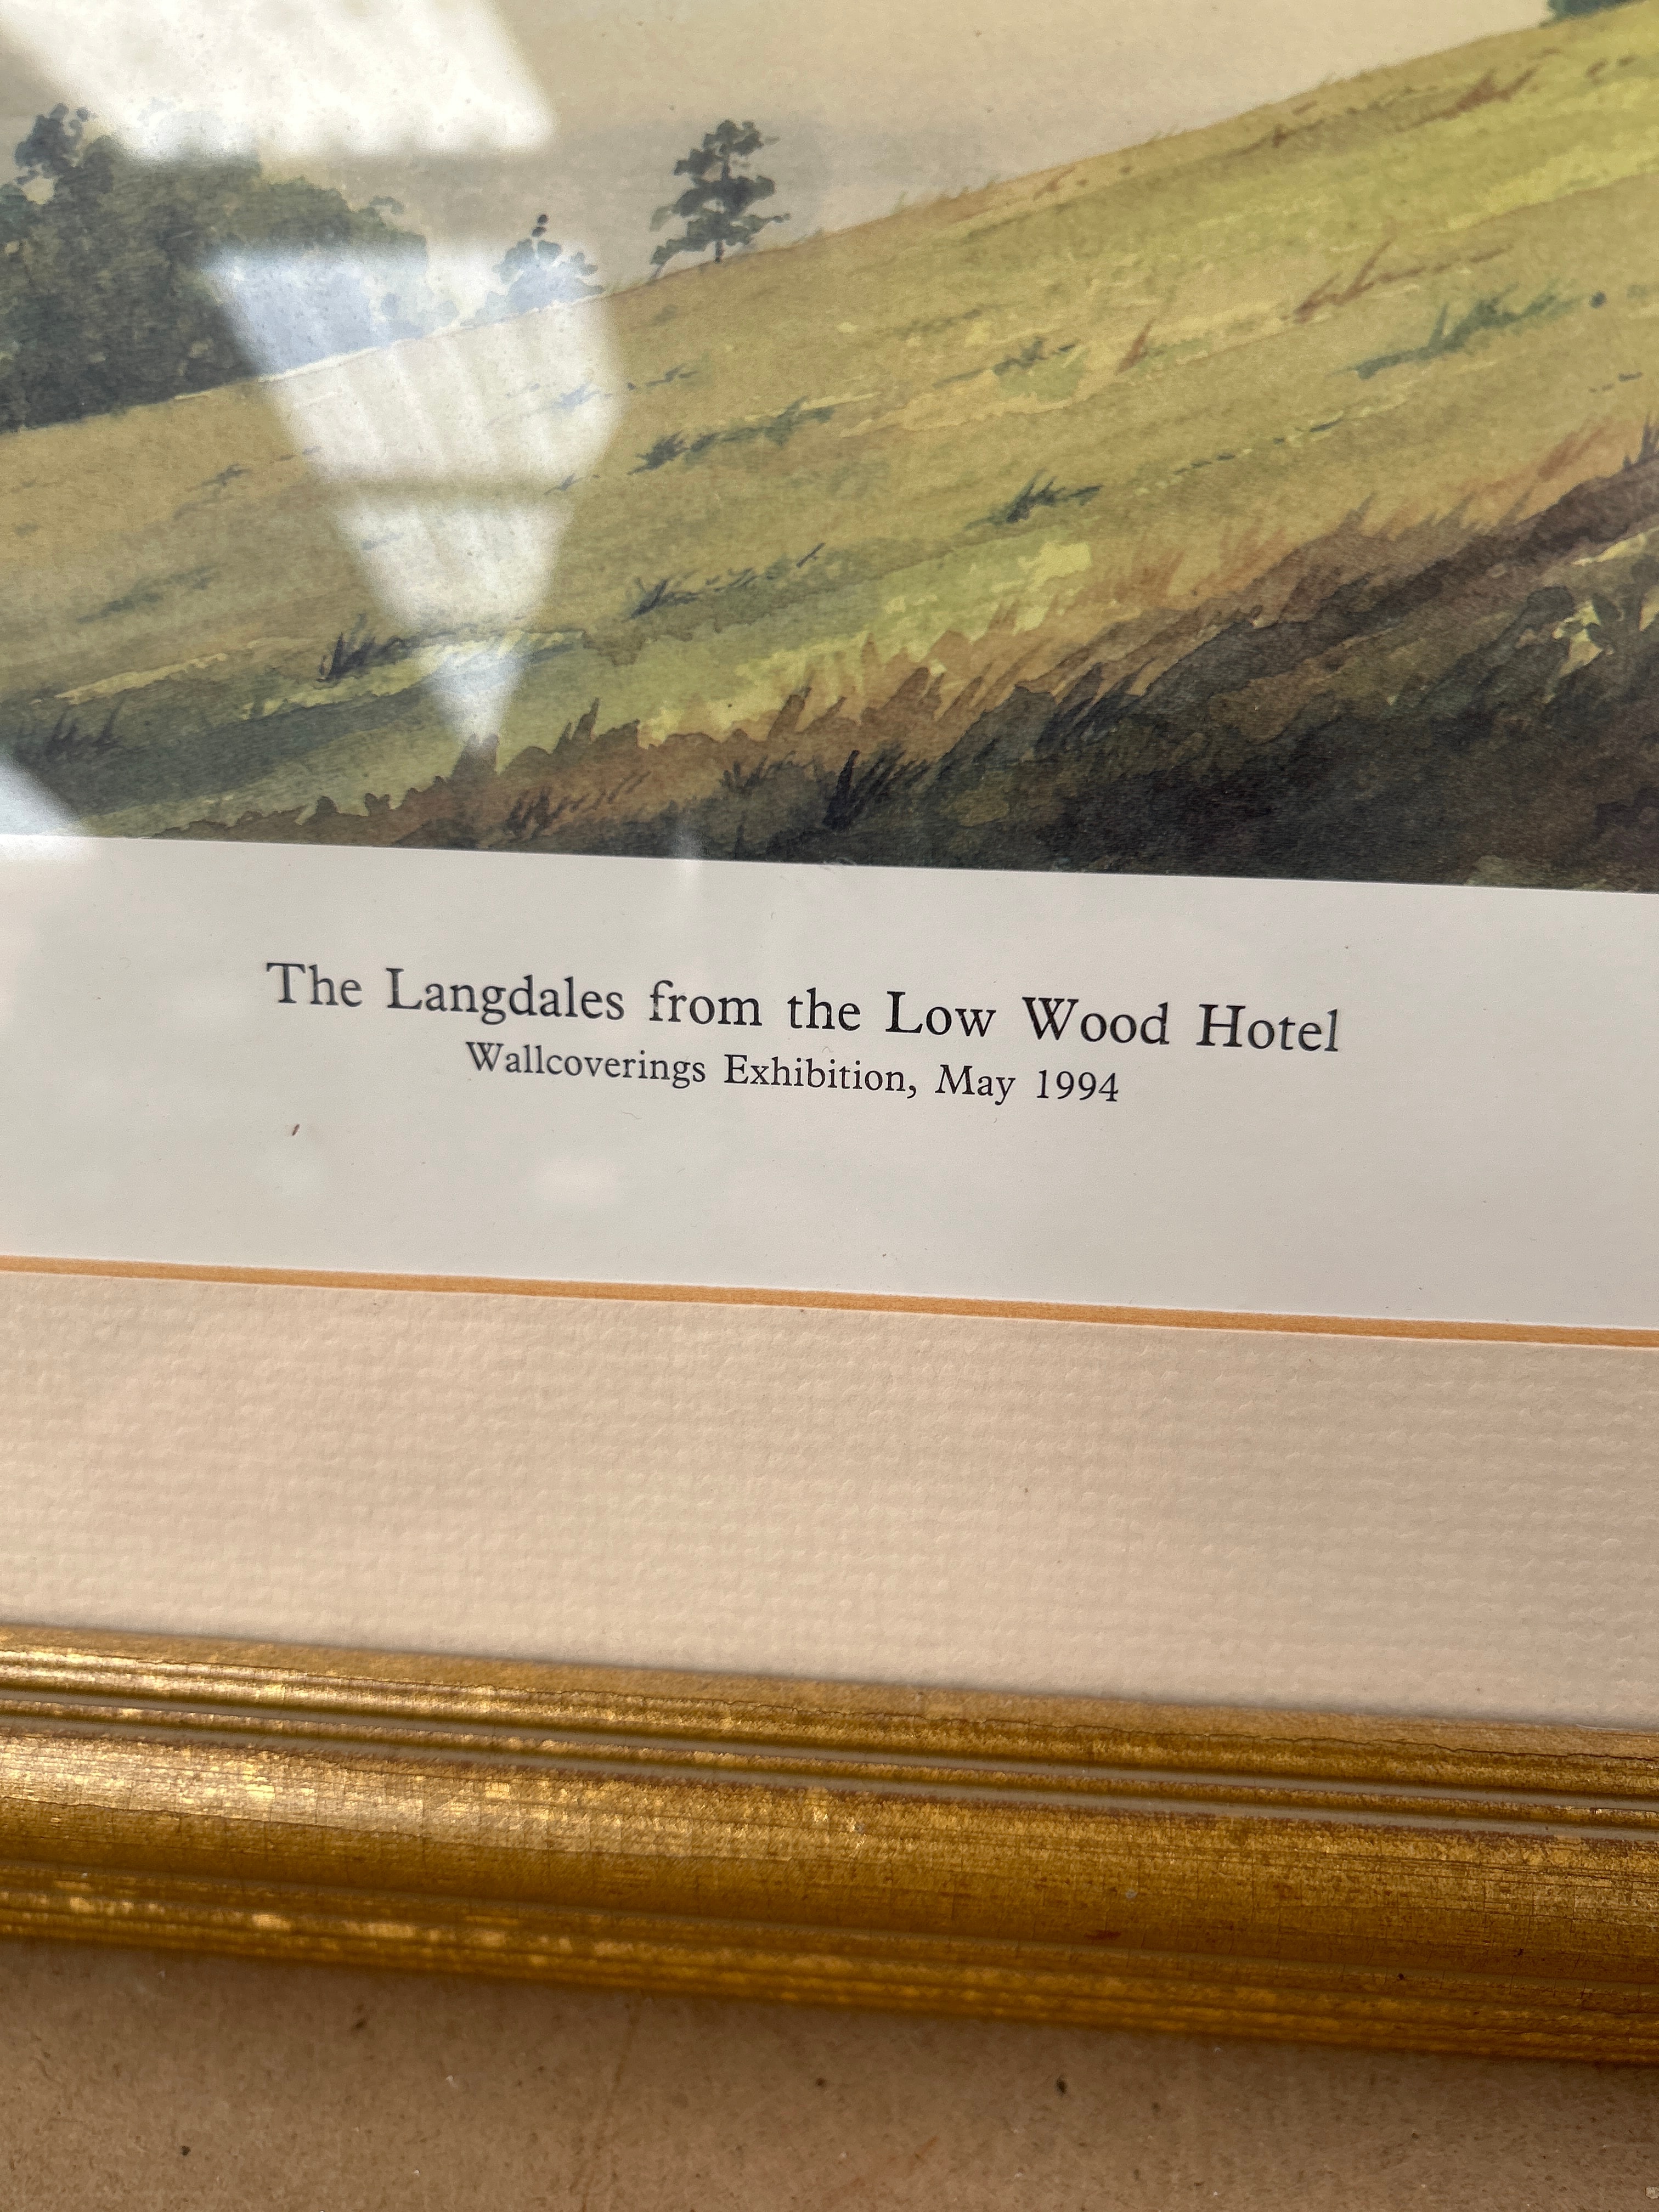 The Langdales from the Low Wood Hotel
Wallcoverings Exhibition, May 1994